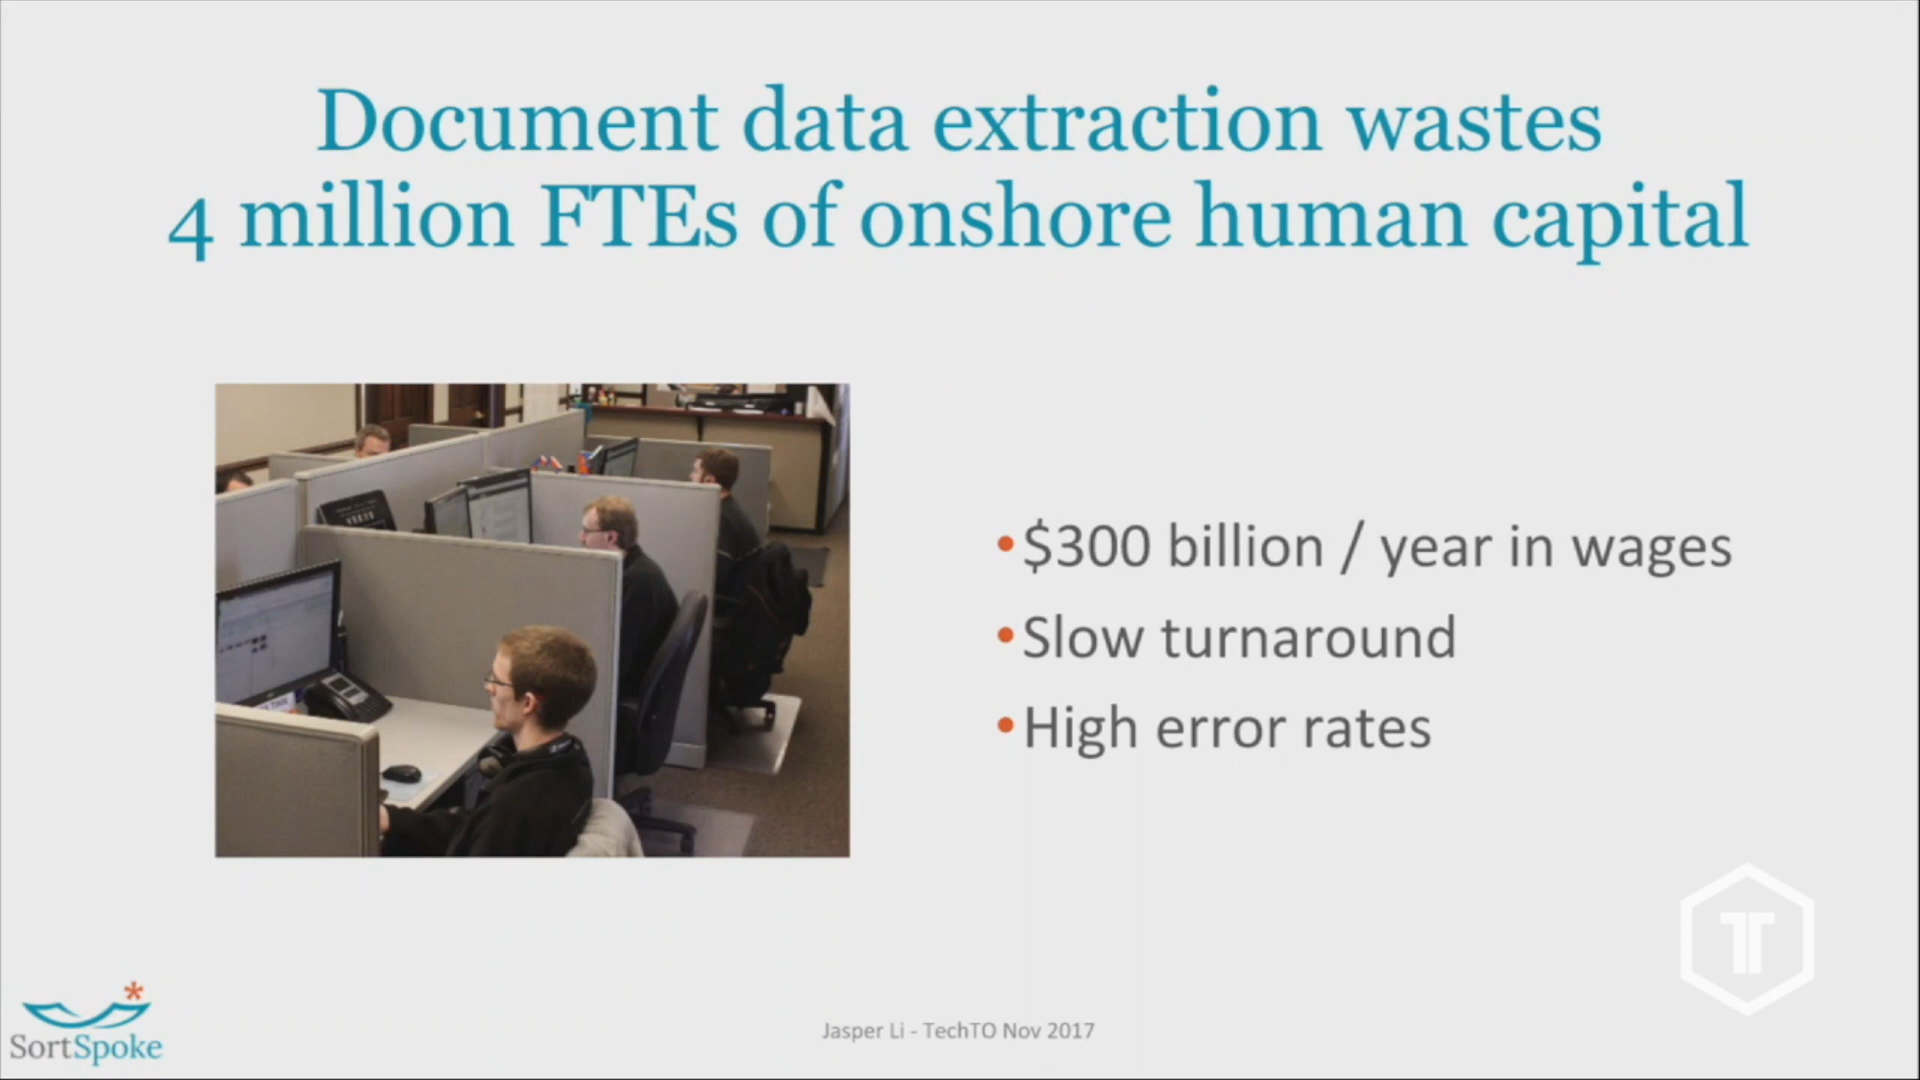 Document data extraction wastes
4 million FTEs of onshore human capital
•$300 billion / year in wages
•Slow turnaround
•High error rates
SortSpoke
Jasper Li - TechTO Nov 2017